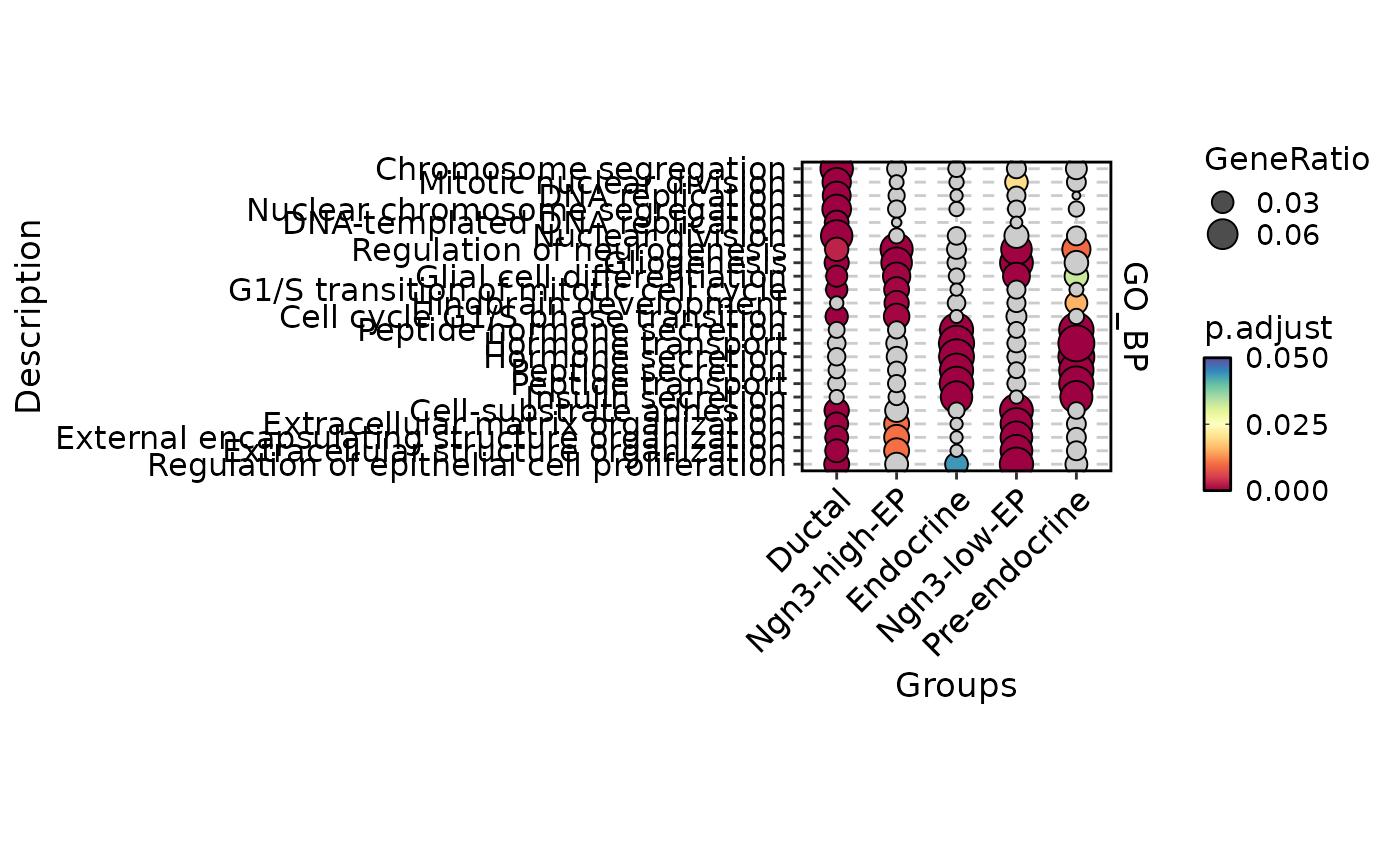 Description
Chromosome segregation
Mitotic nuclear division
DNA replication
Nuclear chromosome segregation
DNA-templated DNA replication
Nuclear division
Regulation of neurogenesis
Gliogenesis
Glial cell differentiation
G1/S transition of mitotic cell cycle
Hindbrain development
Cell cycle G1/S phase transition
Peptide hormone secretion
Hormone transport
Hormone secretion
Peptide secretion
Peptide transport
Insulin secretion
Cell-substrate adhesion
Extracellular matrix organization
External encapsulating structure organization
Extracellular structure organization
Regulation of epithelial cell proliferation
Ductal
Ngn3-high-EP
Endocrine
Ngn3-low-EP
Pre-endocrine
Groups
GO_BP
GeneRatio
0.03
0.06
p.adjust
0.050
0.025
0.000